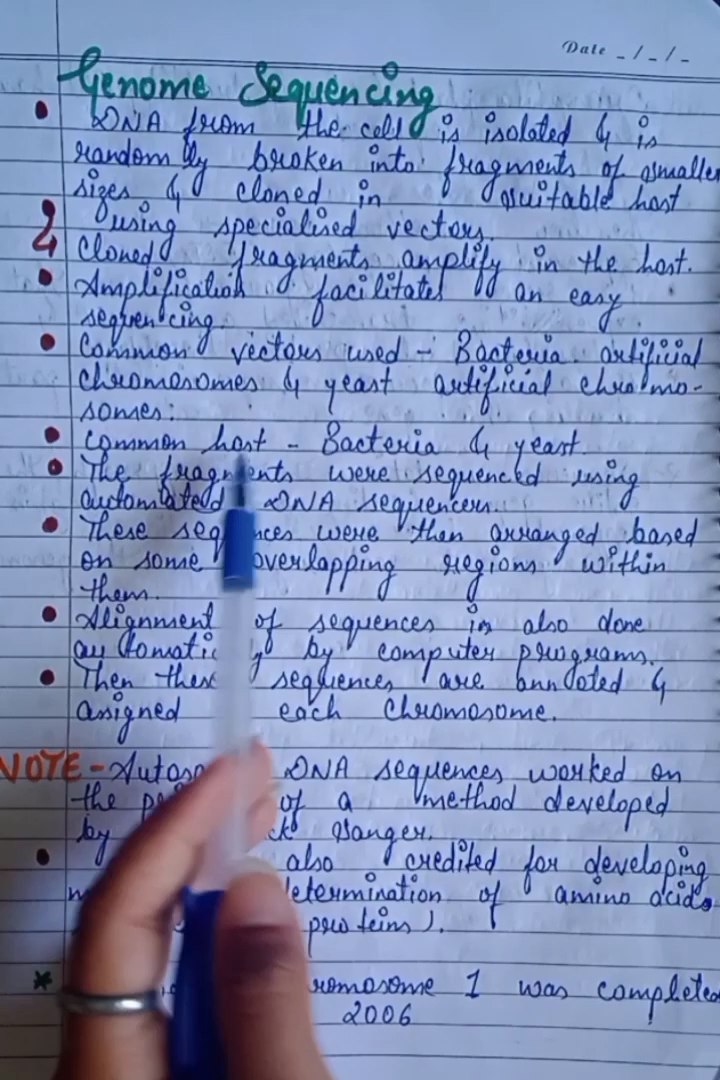 Date _/_/_
Genome Sequencing
DNA from the cell is isolated & is
randomly broken into fragments of smaller
sizes & cloned in suitable host
using specialised vectors.
Cloned fragments amplify in the host.
Amplification facilitates an easy
sequencing.
Common vectors used - Bacteria artificial
chromosomes & yeast artificial chromo-
somes.
Common host - Bacteria & yeast.
The fragments were sequenced using
automated DNA sequencers.
These sequences were then arranged based
on some overlapping regions within
them.
Alignment of sequences is also done
by computer programs.
Then these sequences are annoted &
assigned each chromosome.
NOTE - DNA sequences worked on
the of a method developed
by Sanger.
also credited for developing
determination of amino acids
proteins).
* 1 was completed
2006